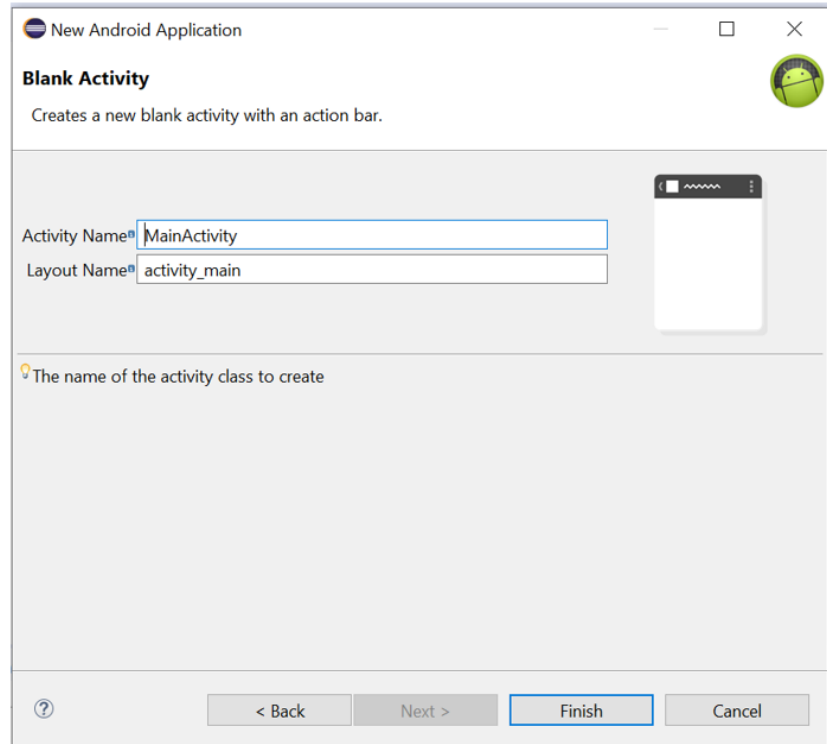 New Android Application
Blank Activity
Creates a new blank activity with an action bar.
Activity Name MainActivity
Layout Name activity_main
The name of the activity class to create
?
< Back Next > Finish Cancel